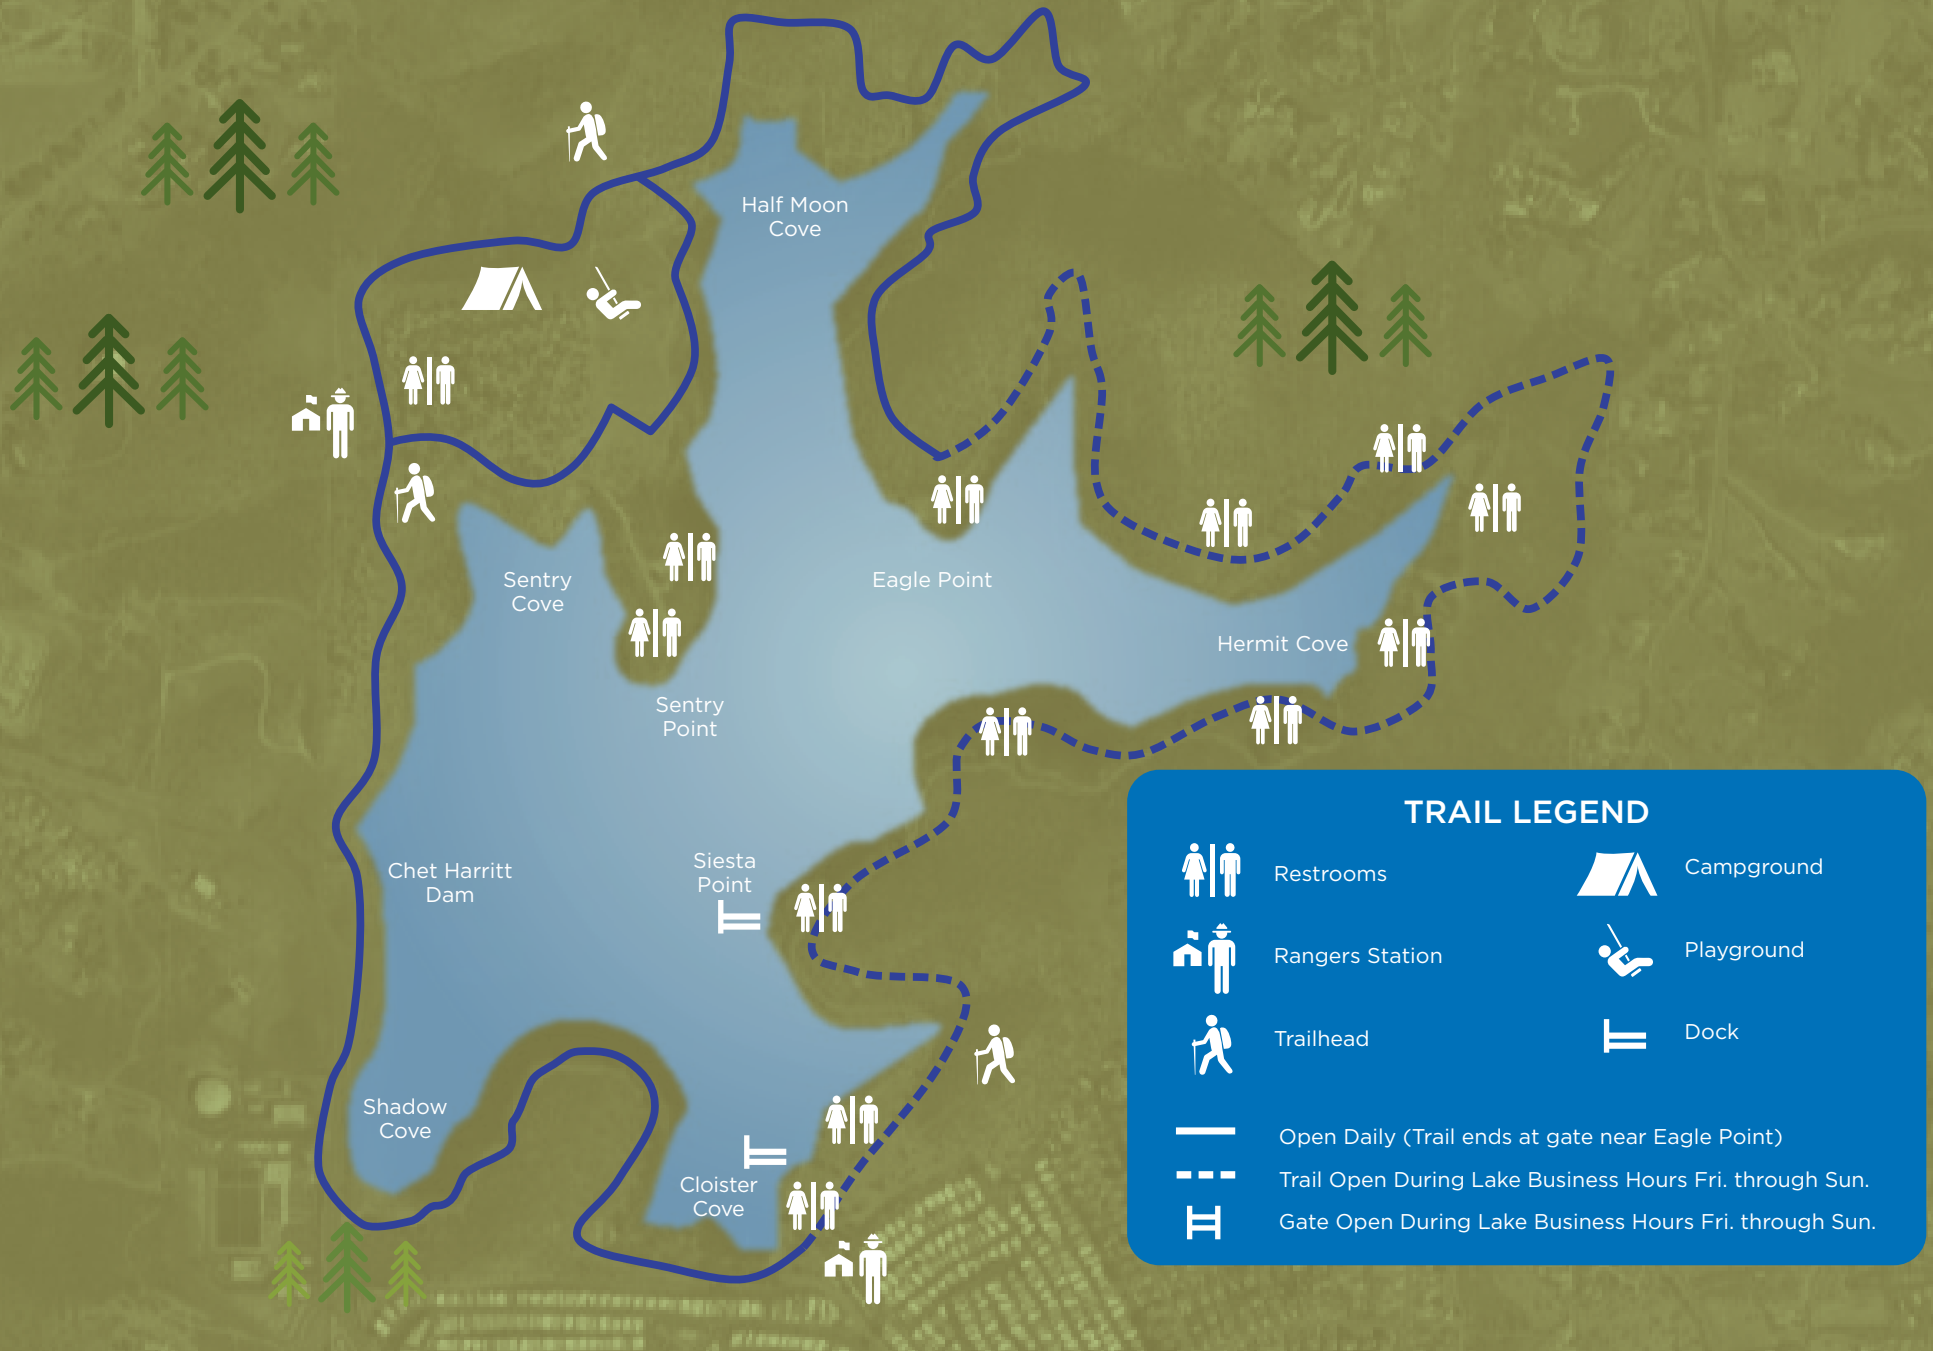 Half Moon
Cove
Sentry
Cove
Eagle Point
Hermit Cove
Sentry
Point
Siesta
Point
Chet Harritt
Dam
Shadow
Cove
Cloister
Cove
TRAIL LEGEND
Restrooms
Campground
Rangers Station
Playground
Trailhead
Dock
Open Daily (Trail ends at gate near Eagle Point)
Trail Open During Lake Business Hours Fri. through Sun.
Gate Open During Lake Business Hours Fri. through Sun.